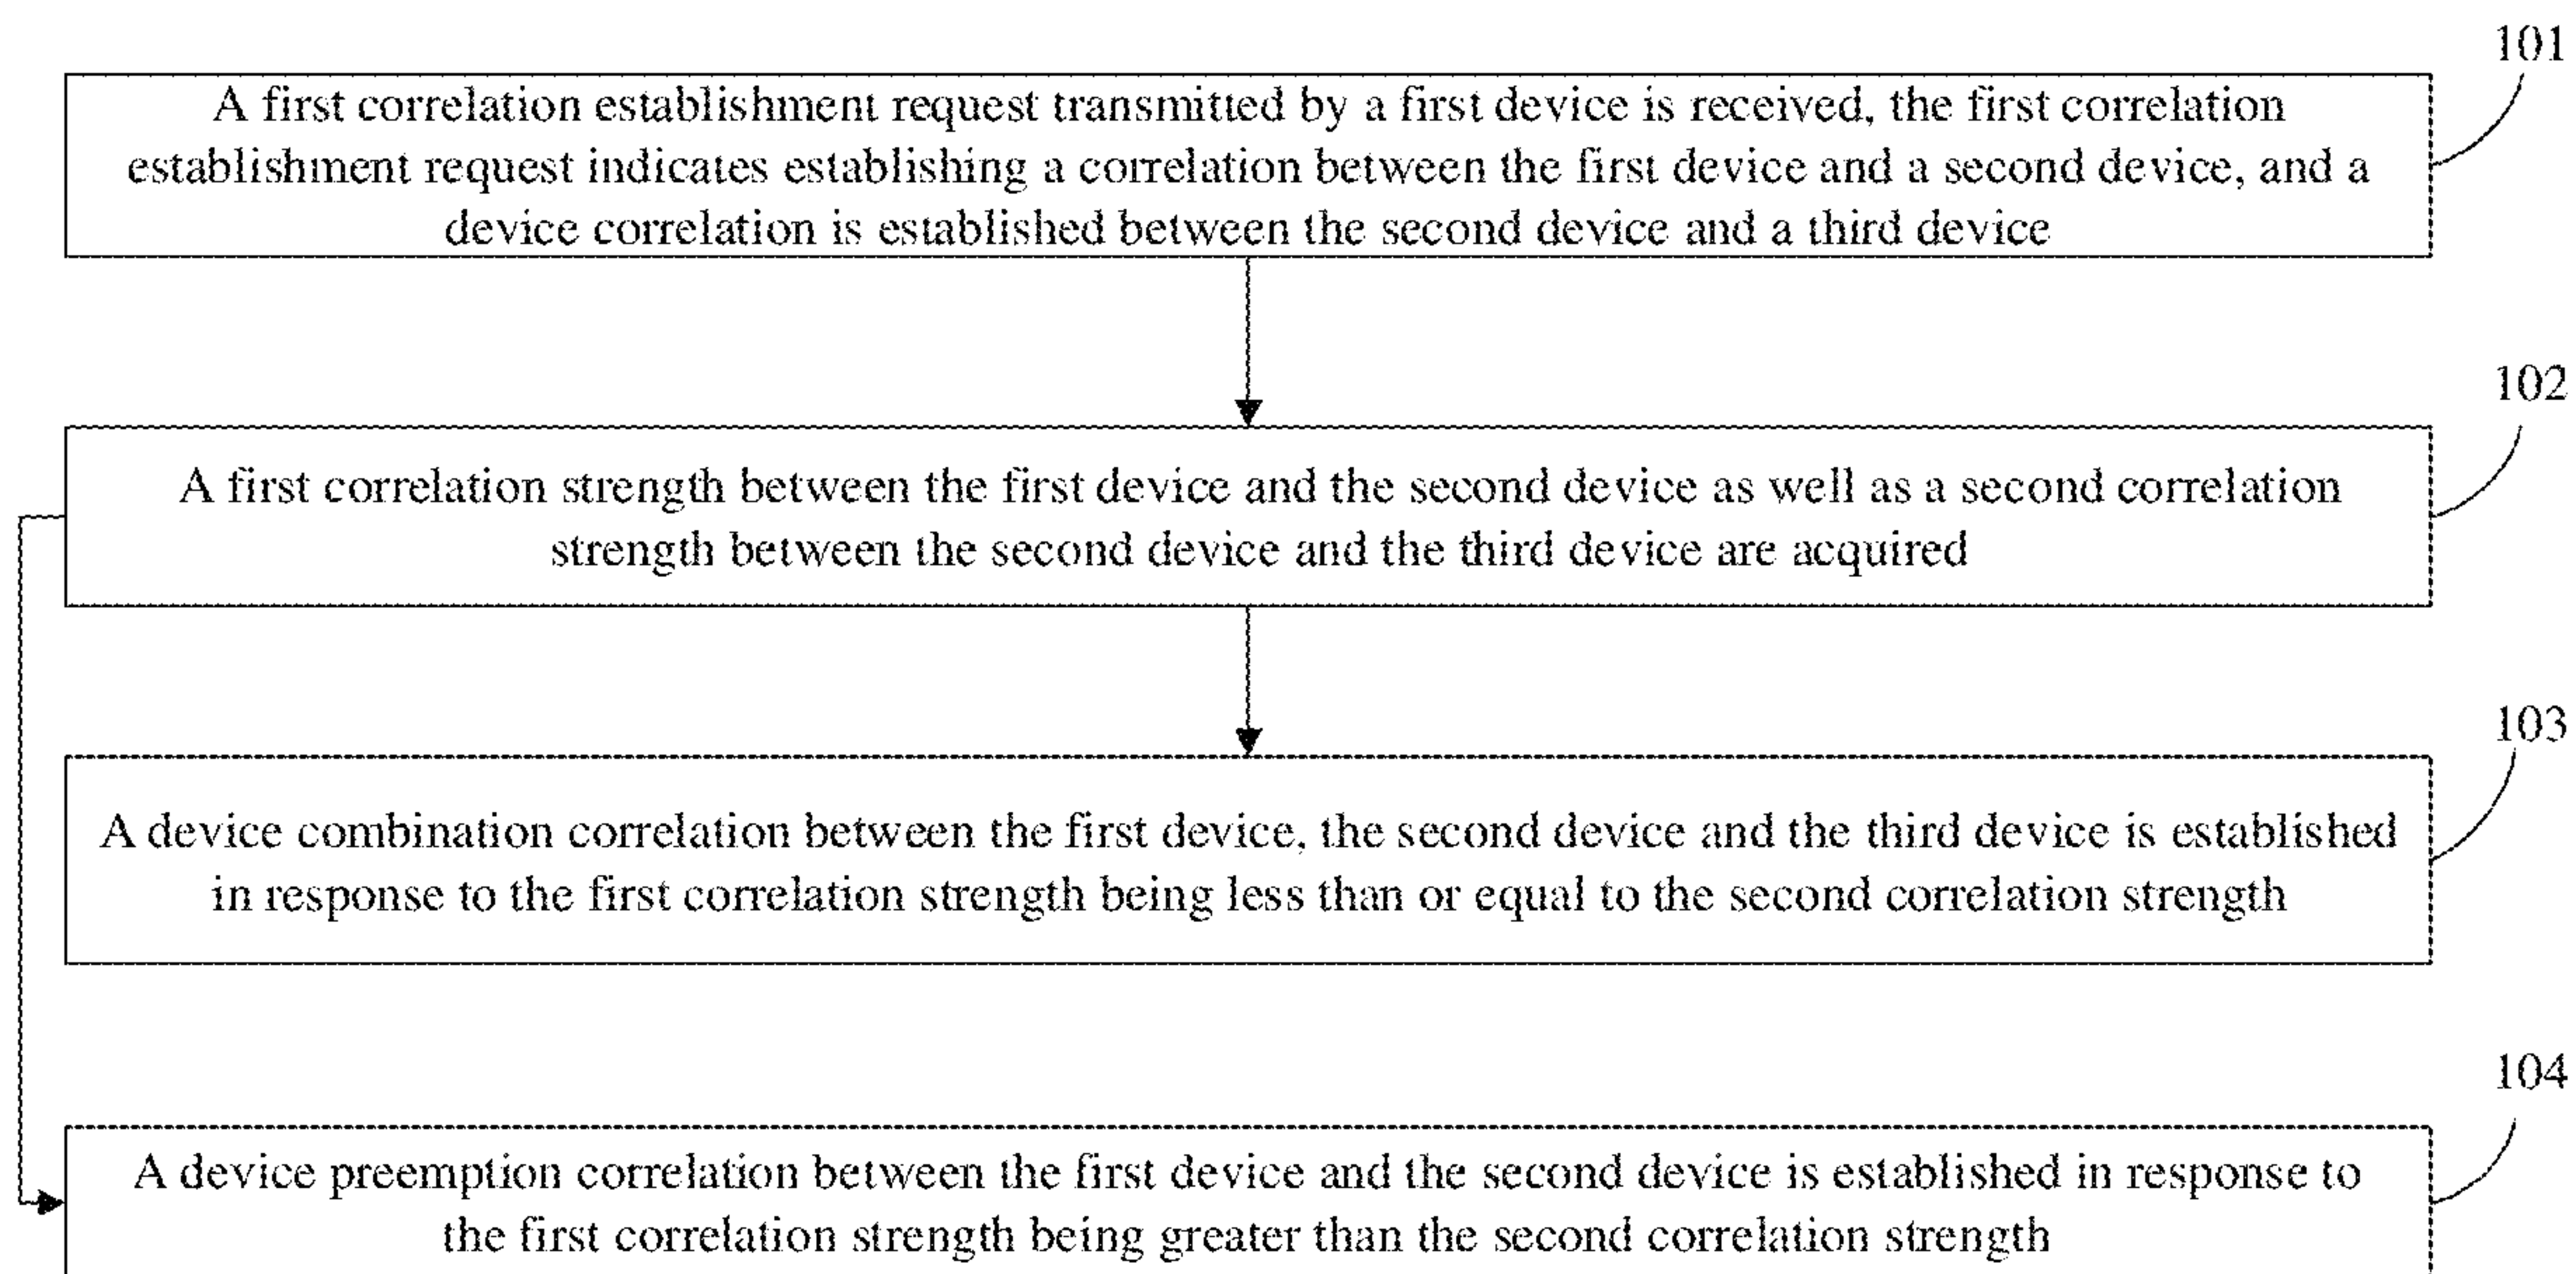 101
A first correlation establishment request transmitted by a first device is received, the first correlation
establishment request indicates establishing a correlation between the first device and a second device, and a
device correlation is established between the second device and a third device
102
A first correlation strength between the first device and the second device as well as a second correlation
strength between the second device and the third device are acquired
103
A device combination correlation between the first device, the second device and the third device is established
in response to the first correlation strength being less than or equal to the second correlation strength
104
A device preemption correlation between the first device and the second device is established in response to
the first correlation strength being greater than the second correlation strength